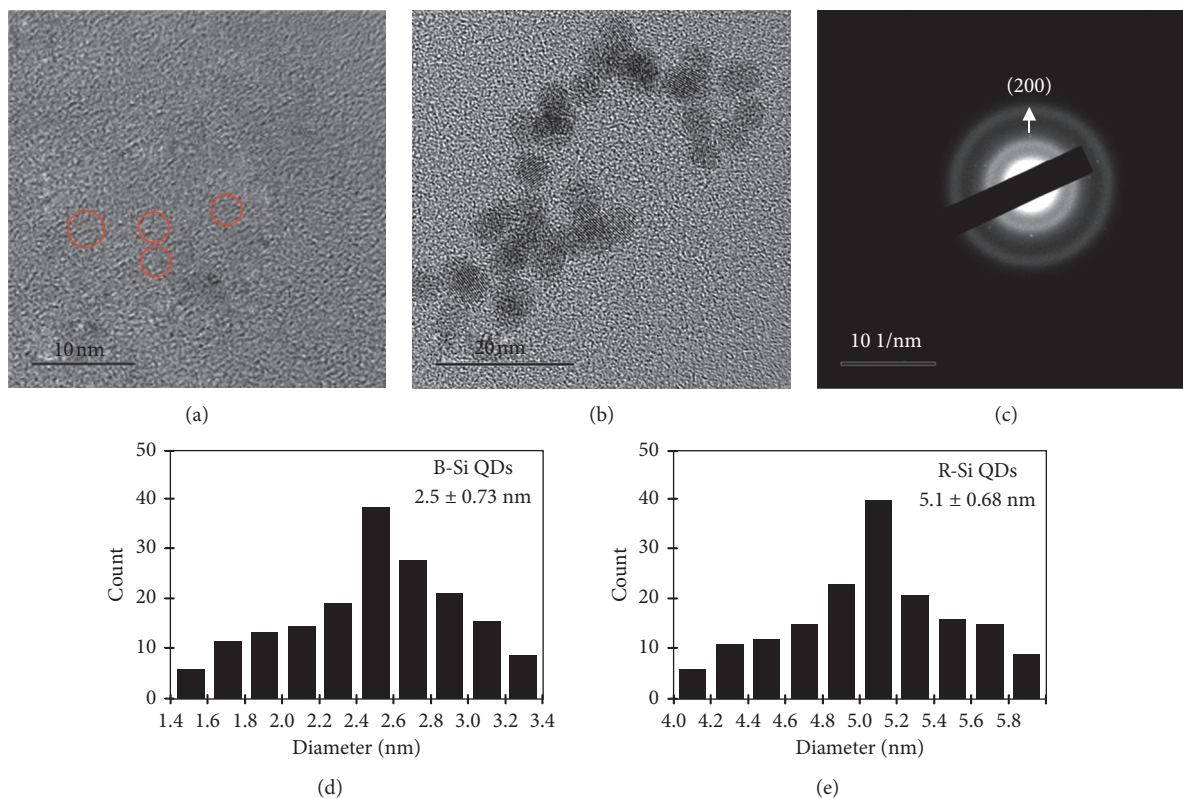 10 nm
20 nm
(200)
10 1/nm
(a)
(b)
(c)
50
40
30
20
10
0
Count
B-Si QDs
2.5 ± 0.73 nm
1.4 1.6 1.8 2.0 2.2 2.4 2.6 2.8 3.0 3.2 3.4
Diameter (nm)
(d)
50
40
30
20
10
0
Count
R-Si QDs
5.1 ± 0.68 nm
4.0 4.2 4.4 4.6 4.8 5.0 5.2 5.4 5.6 5.8
Diameter (nm)
(e)